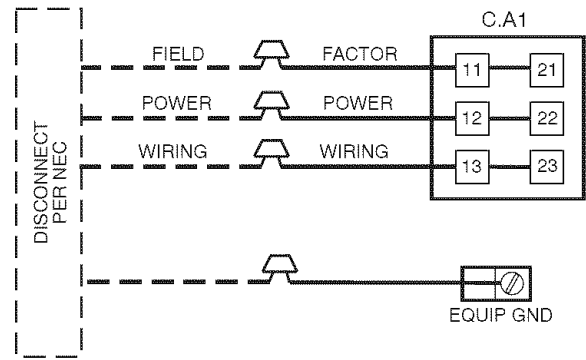 C.A1
FIELD FACTOR
11 21
POWER POWER
12 22
WIRING WIRING
13 23
DISCONNECT
PER NEC
EQUIP GND